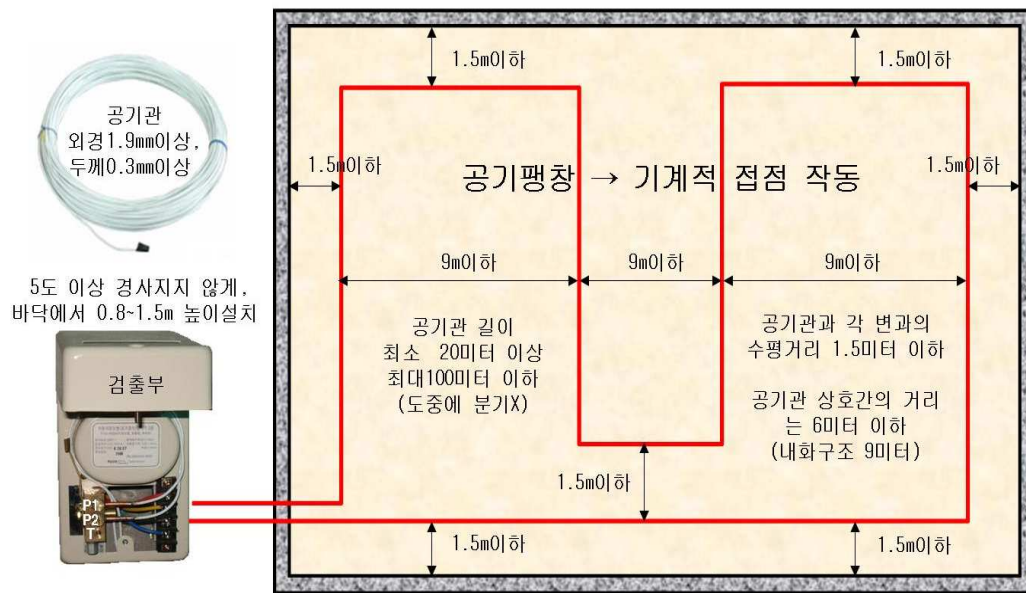 공기관
외경1.9㎜이상,
두께0.3㎜이상
5도 이상 경사지지 않게,
바닥에서 0.8~1.5m 높이설치
검출부
P1
P2
T
1.5m이하
1.5m이하
1.5m이하
1.5m이하
공기팽창 → 기계적 접점 작동
9m이하
9m이하
9m이하
공기관 길이
최소 20미터 이상
최대100미터 이하
(도중에 분기X)
공기관과 각 변과의
수평거리 1.5미터 이하
공기관 상호간의 거리
는 6미터 이하
(내화구조 9미터)
1.5m이하
1.5m이하
1.5m이하